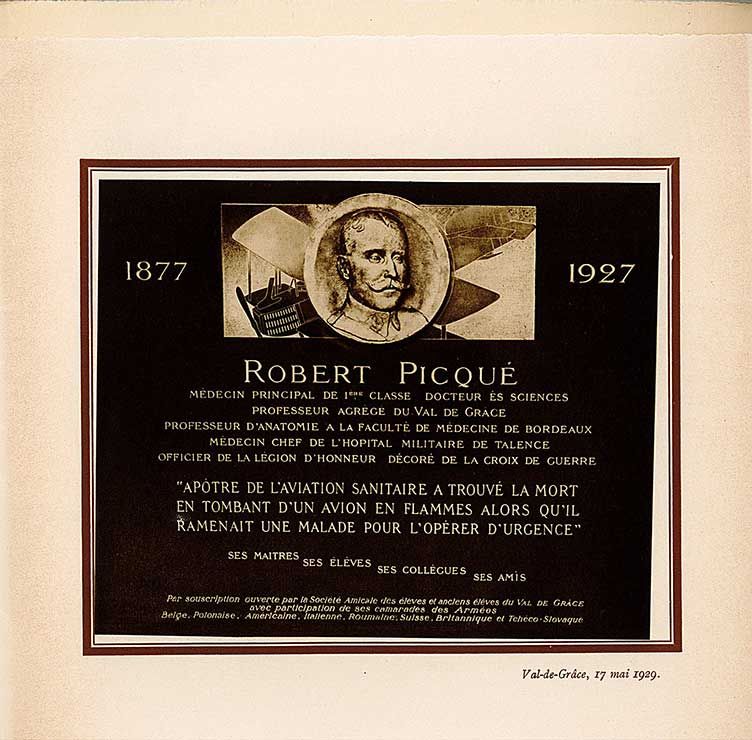 1877
1927
ROBERT PICQUÉ
MÉDECIN PRINCIPAL DE 1ERE CLASSE DOCTEUR ÈS SCIENCES
PROFESSEUR AGRÈGE DU VAL DE GRÂCE
PROFESSEUR D'ANATOMIE A LA FACULTÉ DE MÉDECINE DE BORDEAUX
MÉDECIN CHEF DE L'HOPITAL MILITAIRE DE TALENCE
OFFICIER DE LA LÉGION D'HONNEUR DÉCORÉ DE LA CROIX DE GUERRE
"APÔTRE DE L'AVIATION SANITAIRE A TROUVÉ LA MORT
EN TOMBANT D'UN AVION EN FLAMMES ALORS QU'IL
RAMENAIT UNE MALADE POUR L'OPÉRER D'URGENCE"
SES MAITRES SES ÉLÈVES SES COLLÈGUES SES AMIS
Par souscription ouverte par la Société Amicale des élèves et anciens élèves du VAL DE GRÂCE
avec participation de ses camarades des Armées
Belge, Polonaise, Américaine, Italienne, Roumaine, Suisse, Britannique et Tchéco-Slovaque
Val-de-Grâce, 17 mai 1929.